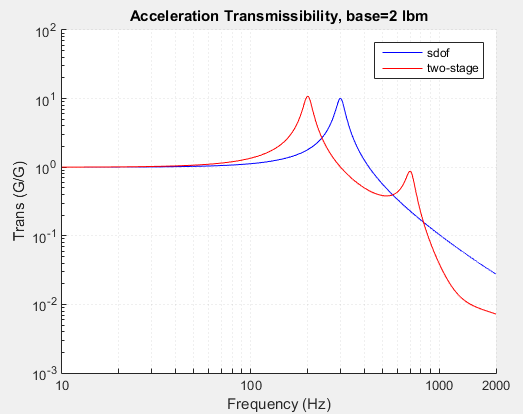 Acceleration Transmissibility, base=2 lbm
10^2
sdof
two-stage
10^1
10^0
Trans (G/G)
10^-1
10^-2
10^-3
10
100
1000
2000
Frequency (Hz)